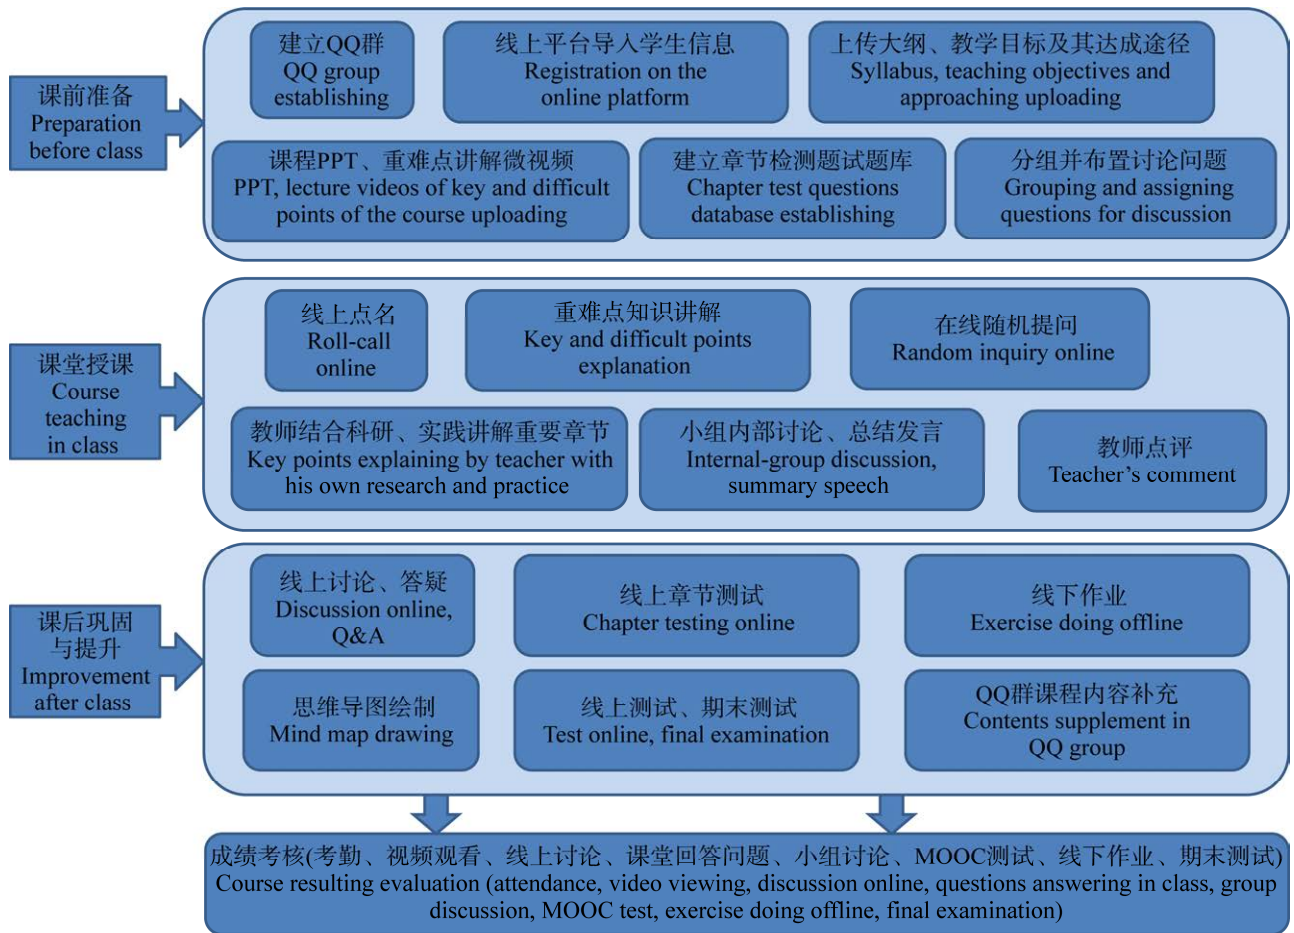 课前准备
Preparation
before class
建立QQ群
QQ group
establishing
线上平台导入学生信息
Registration on the
online platform
上传大纲、教学目标及其达成途径
Syllabus, teaching objectives and
approaching uploading
课程PPT、重难点讲解微视频
PPT, lecture videos of key and difficult
points of the course uploading
建立章节检测题试题库
Chapter test questions
database establishing
分组并布置讨论问题
Grouping and assigning
questions for discussion
课堂授课
Course
teaching
in class
线上点名
Roll-call
online
重难点知识讲解
Key and difficult points
explanation
在线随机提问
Random inquiry online
教师结合科研、实践讲解重要章节
Key points explaining by teacher with
his own research and practice
小组内部讨论、总结发言
Internal-group discussion,
summary speech
教师点评
Teacher’s comment
课后巩固
与提升
Improvement
after class
线上讨论、答疑
Discussion online,
Q&A
线上章节测试
Chapter testing online
线下作业
Exercise doing offline
思维导图绘制
Mind map drawing
线上测试、期末测试
Test online, final examination
QQ群课程内容补充
Contents supplement in
QQ group
成绩考核(考勤、视频观看、线上讨论、课堂回答问题、小组讨论、MOOC测试、线下作业、期末测试)
Course resulting evaluation (attendance, video viewing, discussion online, questions answering in class, group
discussion, MOOC test, exercise doing offline, final examination)